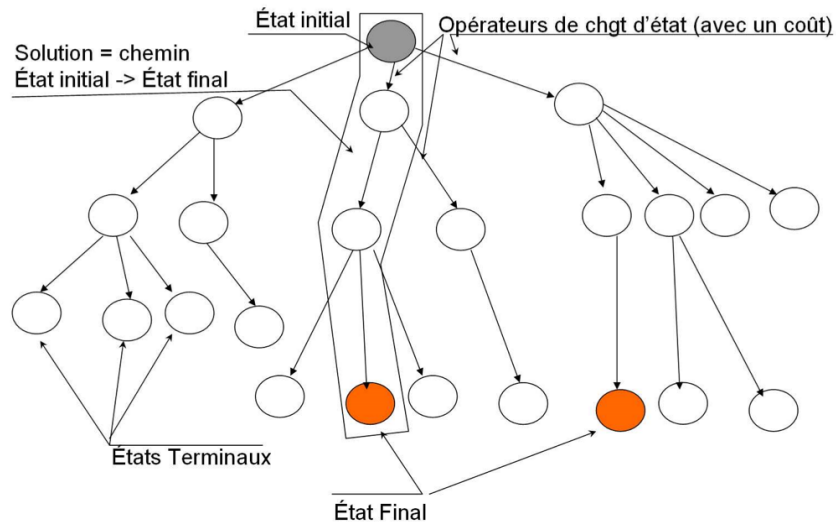 État initial
Opérateurs de chgt d'état (avec un coût)
Solution = chemin
État initial -> État final
États Terminaux
État Final